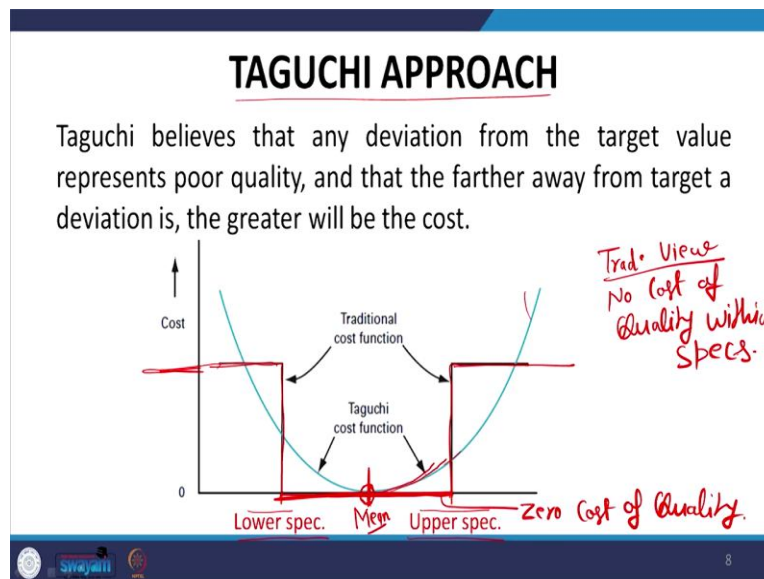 TAGUCHI APPROACH
Taguchi believes that any deviation from the target value
represents poor quality, and that the farther away from target a
deviation is, the greater will be the cost.
Trad. View
No Cost of
Quality within
Specs.
Cost
Traditional
cost function
Taguchi
cost function
0
Lower spec.
Mean
Upper spec.
Zero Cost of Quality.
swayam
8